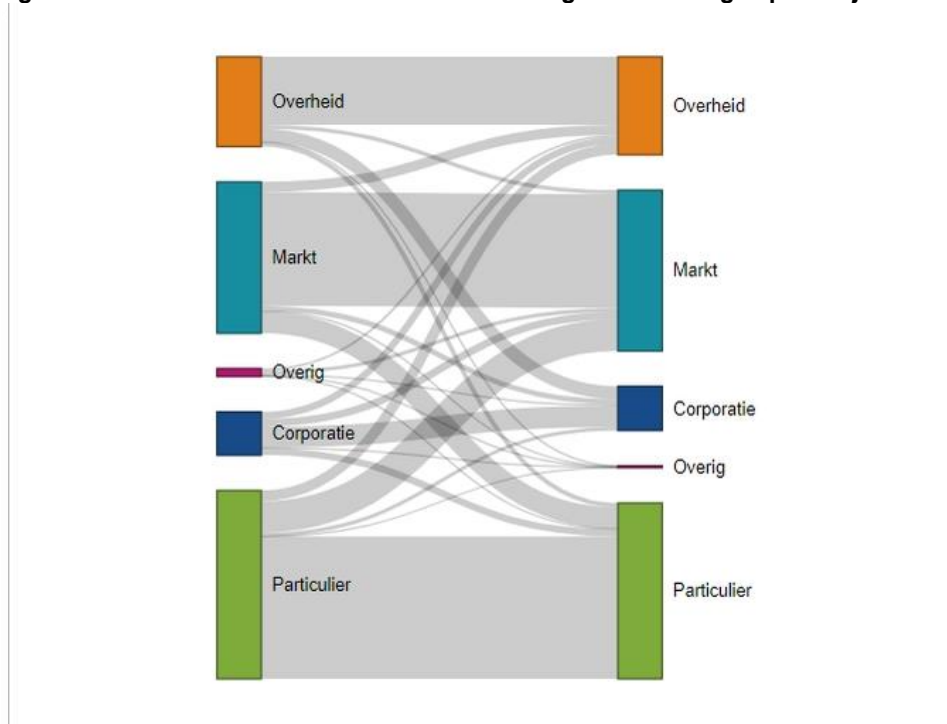 Overheid
Overheid
Markt
Markt
Overig
Corporatie
Corporatie
Overig
Particulier
Particulier